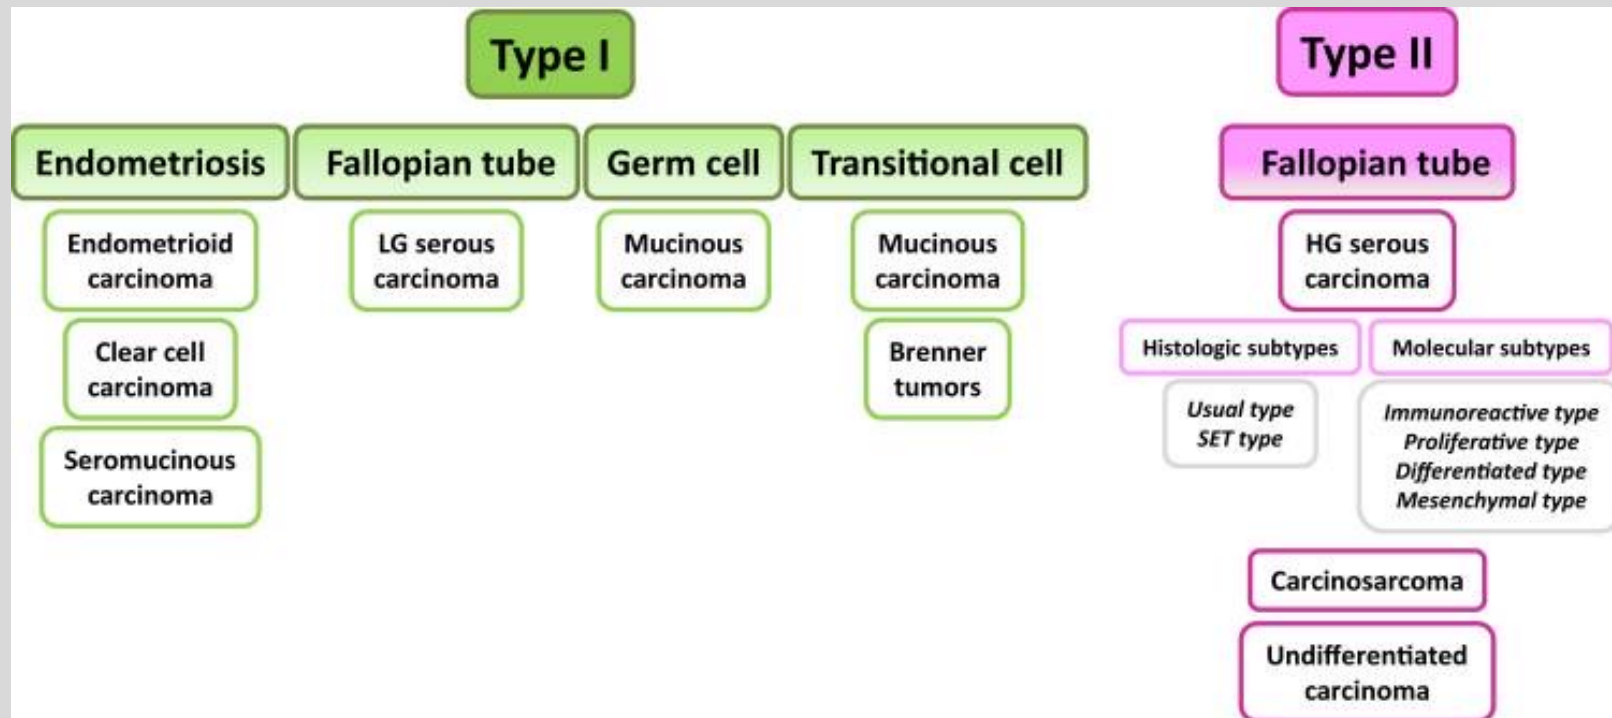 Type I
Type II
Endometriosis
Fallopian tube
Germ cell
Transitional cell
Fallopian tube
Endometrioid
carcinoma
Clear cell
carcinoma
Seromucinous
carcinoma
LG serous
carcinoma
Mucinous
carcinoma
Mucinous
carcinoma
Brenner
tumors
HG serous
carcinoma
Histologic subtypes
Usual type
SET type
Molecular subtypes
Immunoreactive type
Proliferative type
Differentiated type
Mesenchymal type
Carcinosarcoma
Undifferentiated
carcinoma